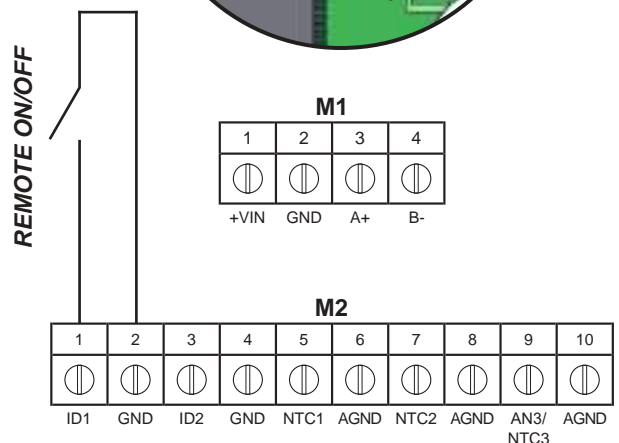 REMOTE ON/OFF
M1
1 2 3 4
+VIN GND A+ B-
M2
1 2 3 4 5 6 7 8 9 10
ID1 GND ID2 GND NTC1 AGND NTC2 AGND AN3/ AGND
NTC3